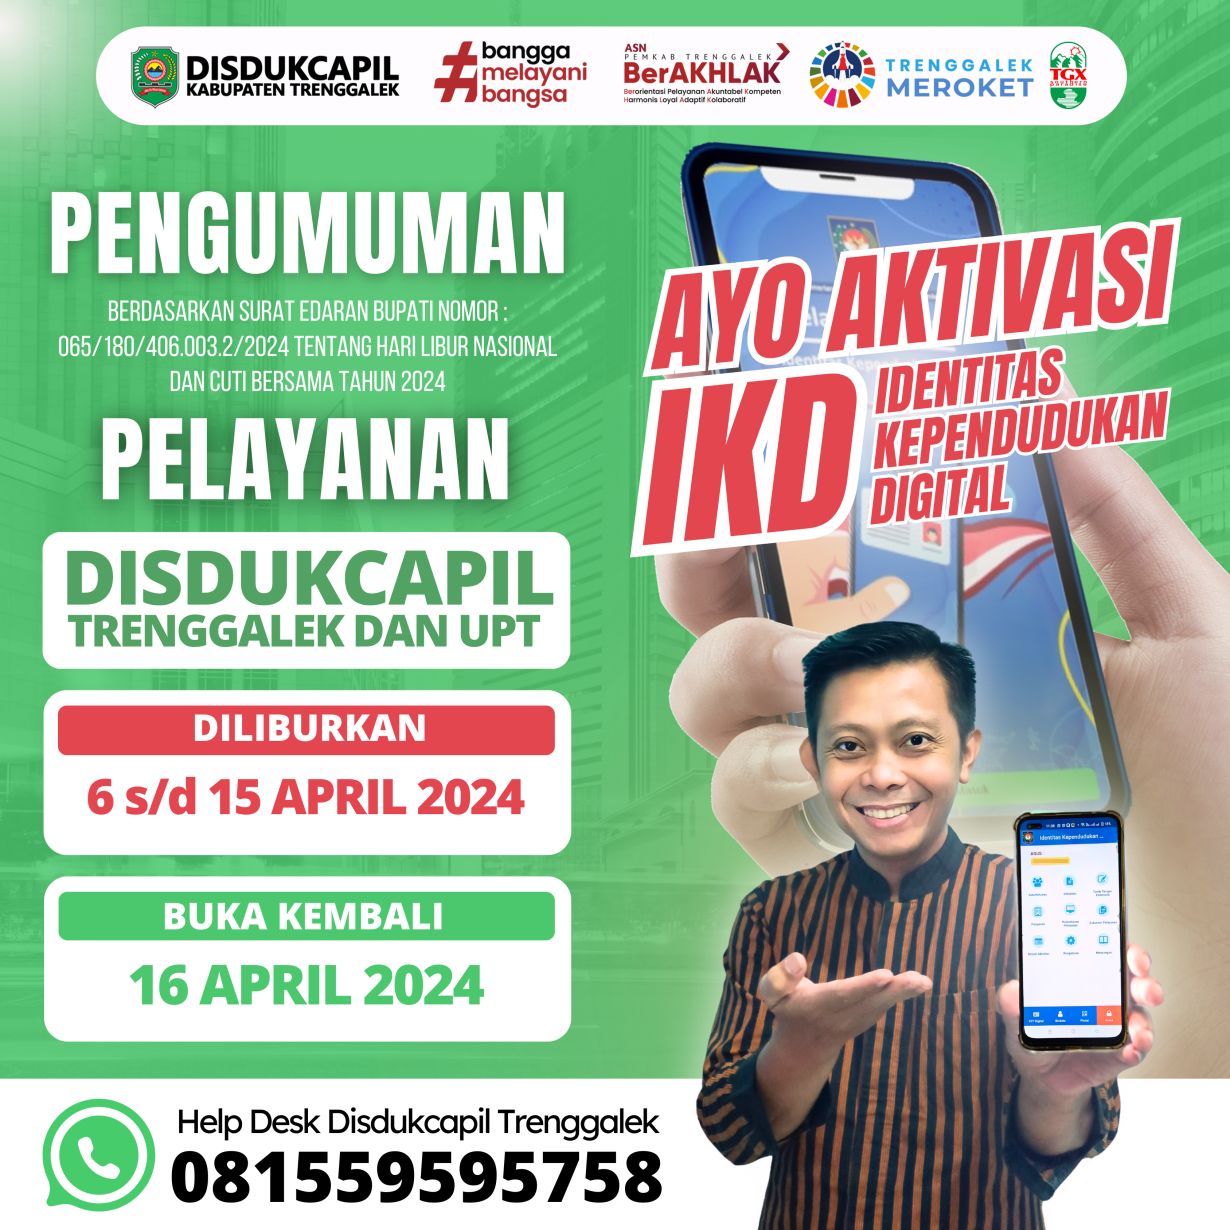 DISDUKCAPIL
KABUPATEN TRENGGALEK
#
bangga
melayani
bangsa
ASN
PEMKAB TRENGGALEK
BerAKHLAK
Berorientasi Pelayanan Akuntabel Kompeten
Harmonis Loyal Adaptif Kolaboratif
TRENGGALEK
MEROKET
TGX
PENGUMUMAN
BERDASARKAN SURAT EDARAN BUPATI NOMOR :
065/180/406.003.2/2024 TENTANG HARI LIBUR NASIONAL
DAN CUTI BERSAMA TAHUN 2024
PELAYANAN
DISDUKCAPIL
TRENGGALEK DAN UPT
DILIBURKAN
6 s/d 15 APRIL 2024
BUKA KEMBALI
16 APRIL 2024
AYO AKTIVASI
IKD
IDENTITAS
KEPENDUDUKAN
DIGITAL
Identitas Kependudukan ...
Help Desk Disdukcapil Trenggalek
081559595758